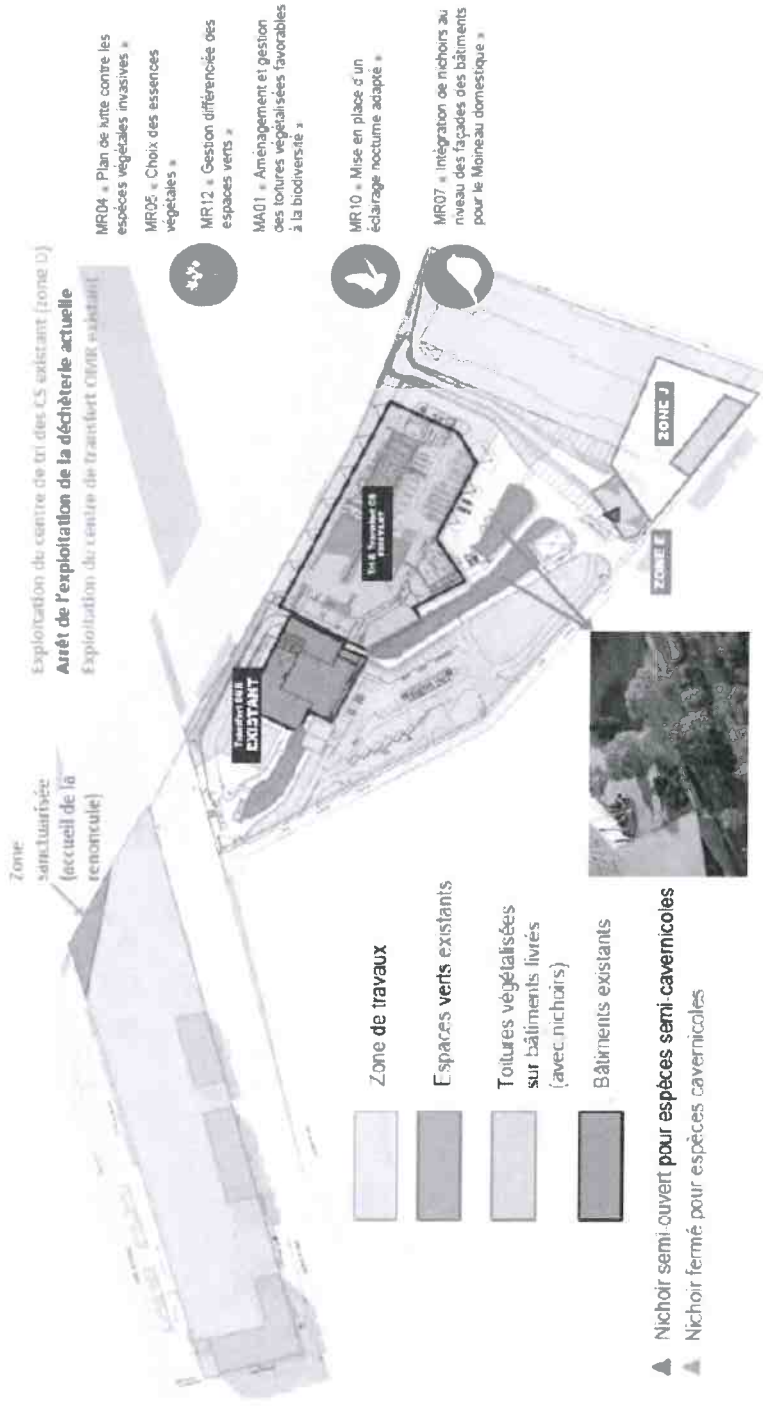 Zone
sanctuarisée
(accueil de la
renoncule)
Exploitation du centre de tri des CS existant (zone D)
Arrêt de l'exploitation de la déchèterie actuelle
Exploitation du centre de transfert OMR existant
MR04 « Plan de lutte contre les
espèces végétales invasives »
MR05 « Choix des essences
végétales »
MR12 « Gestion différenciée des
espaces verts »
MA01 « Aménagement et gestion
des toitures végétalisées favorables
à la biodiversité »
MR10 « Mise en place d'un
éclairage nocturne adapté »
MR07 « Intégration de nichoirs au
niveau des façades des bâtiments
pour le Moineau domestique »
Transfert OMR
EXISTANT
Tri & Transfert CS
EXISTANT
ZONE E
ZONE J
Zone de travaux
Espaces verts existants
Toitures végétalisées
sur bâtiments livrés
(avec nichoirs)
Bâtiments existants
Nichoir semi-ouvert pour espèces semi-cavernicoles
Nichoir fermé pour espèces cavernicoles